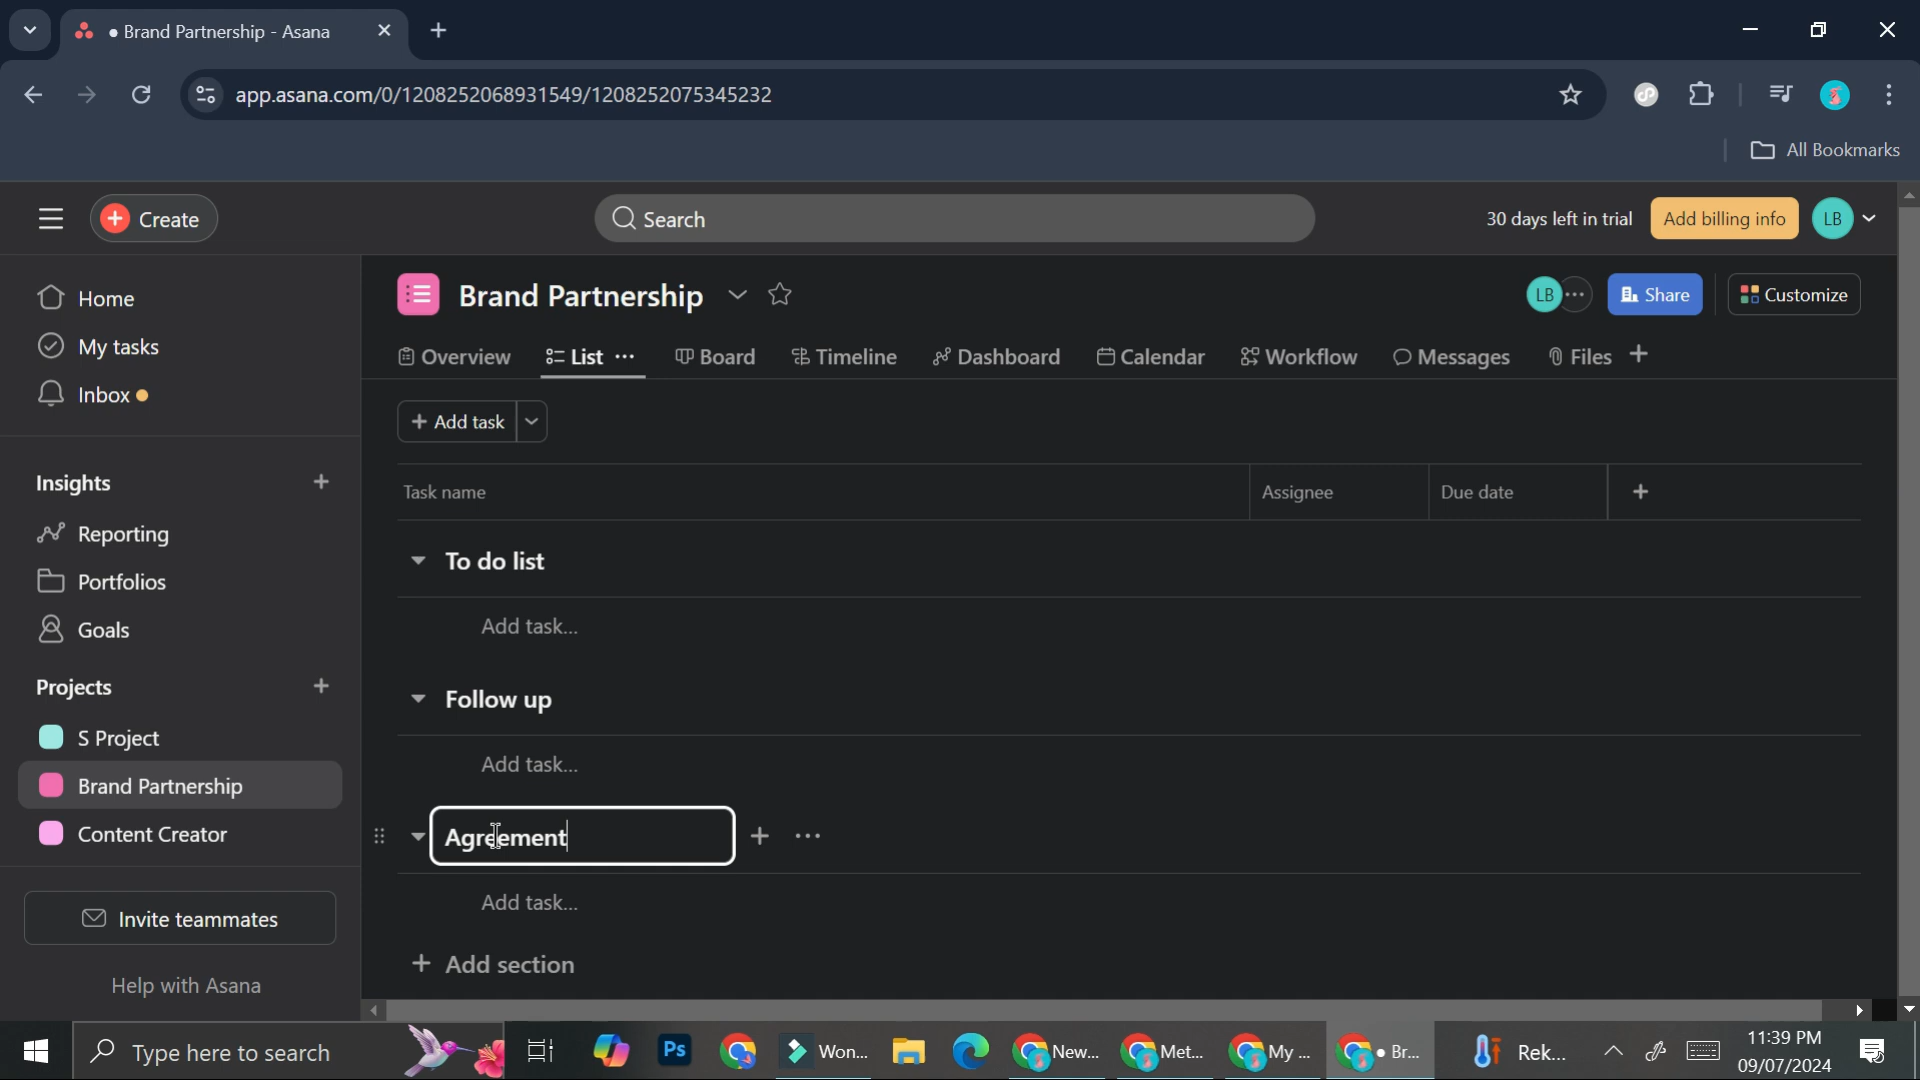 • Brand Partnership - Asana
app.asana.com/0/1208252068931549/1208252075345232
All Bookmarks
Create
Search
30 days left in trial
Add billing info
LB
Home
My tasks
Inbox
Insights
Reporting
Portfolios
Goals
Projects
S Project
Brand Partnership
Content Creator
Invite teammates
Help with Asana
Brand Partnership
LB
Share
Customize
Overview
List
Board
Timeline
Dashboard
Calendar
Workflow
Messages
Files
+ Add task
Task name
Assignee
Due date
To do list
Add task...
Follow up
Add task...
Agreement
Add task...
+ Add section
Type here to search
Ps
Won...
New...
Met...
My ...
• Br...
Rek...
11:39 PM
09/07/2024